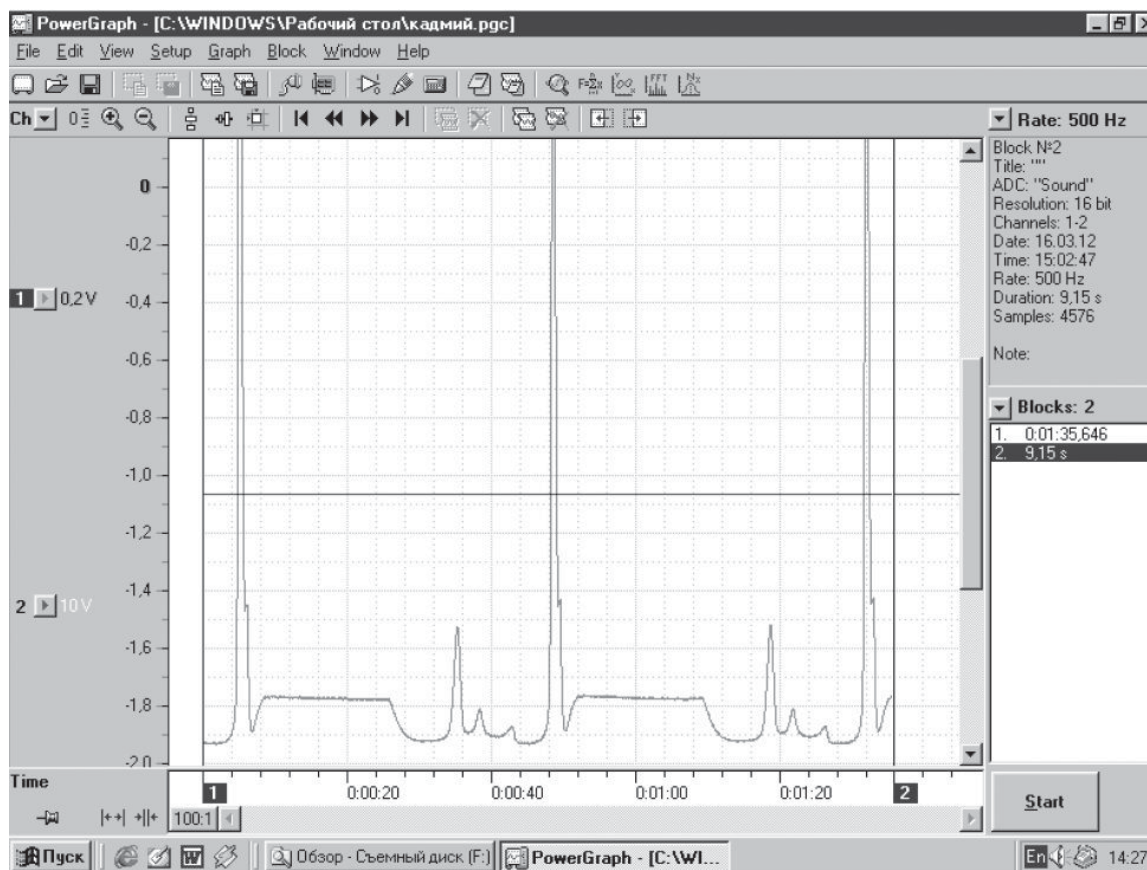 PowerGraph - [C:\WINDOWS\Рабочий стол\кадмий.pgc]
File Edit View Setup Graph Block Window Help
Ch
Rate: 500 Hz
Block №2
Title: ""
ADC: "Sound"
Resolution: 16 bit
Channels: 1-2
Date: 16.03.12
Time: 15:02:47
Rate: 500 Hz
Duration: 9,15 s
Samples: 4576
Note:
Blocks: 2
1. 0:01:35,646
2. 9,15 s
0
-0,2
1 0,2 V
-0,4
-0,6
-0,8
-1,0
-1,2
-1,4
2 10 V
-1,6
-1,8
-2,0
Time
1 0:00:20 0:00:40 0:01:00 0:01:20 2
100:1
Start
Пуск
Обзор - Съемный диск (F:)
PowerGraph - [C:\WI...
En
14:27